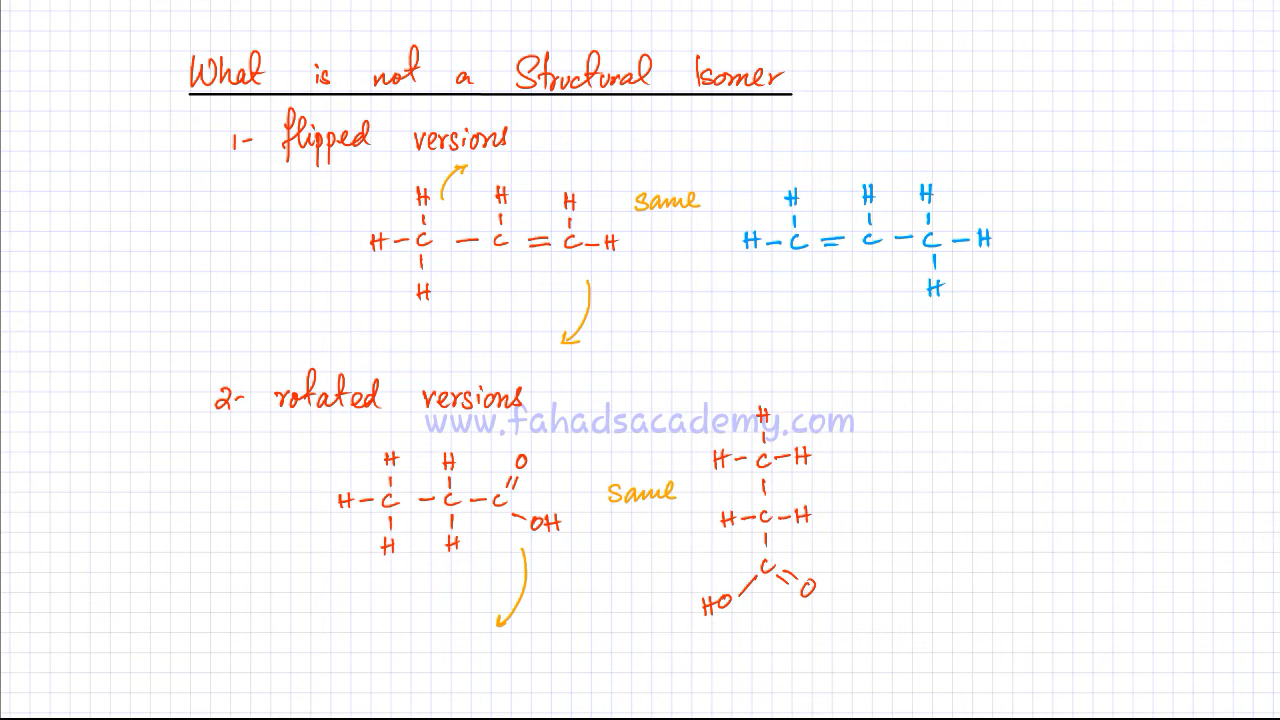 What is not a Structural Isomer
1- flipped versions
H H H same H H H
H-C-C=C-H H-C=C-C-H
H H
2- rotated versions
www.fahadsacademy.com
H
H H O H-C-H
H-C-C-C same
OH H-C-H
H H
C
HO O